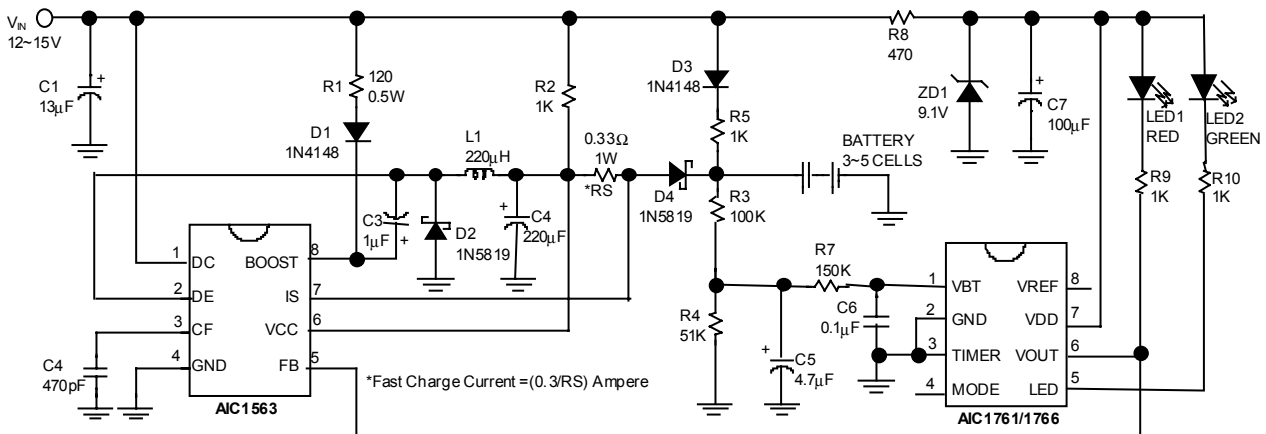 VIN
12~15V
C1
13µF
+
R1
120
0.5W
D1
1N4148
L1
220µH
R2
1K
0.33Ω
1W
*RS
D3
1N4148
R5
1K
R8
470
ZD1
9.1V
+
C7
100µF
LED1
RED
LED2
GREEN
R9
1K
R10
1K
BATTERY
3~5 CELLS
D4
1N5819
R3
100K
C3
1µF
+
D2
1N5819
+
C4
220µF
1
DC
2
DE
3
CF
4
GND
BOOST
8
IS
7
VCC
6
FB
5
AIC1563
C4
470pF
*Fast Charge Current =(0.3/RS) Ampere
R4
51K
R7
150K
C6
0.1µF
+
C5
4.7µF
1
VBT
2
GND
3
TIMER
4
MODE
VREF
8
VDD
7
VOUT
6
LED
5
AIC1761/1766